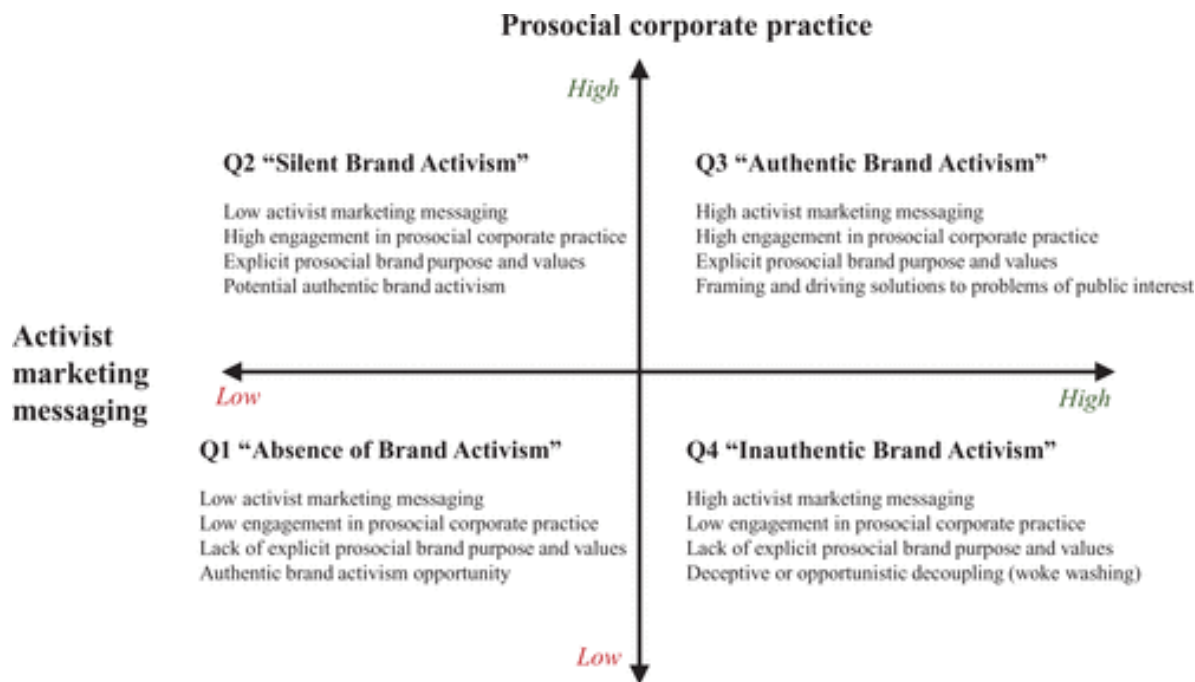 Prosocial corporate practice
High
Q2 “Silent Brand Activism”
Low activist marketing messaging
High engagement in prosocial corporate practice
Explicit prosocial brand purpose and values
Potential authentic brand activism
Q3 “Authentic Brand Activism”
High activist marketing messaging
High engagement in prosocial corporate practice
Explicit prosocial brand purpose and values
Framing and driving solutions to problems of public interest
Activist
marketing
messaging
Low
High
Q1 “Absence of Brand Activism”
Low activist marketing messaging
Low engagement in prosocial corporate practice
Lack of explicit prosocial brand purpose and values
Authentic brand activism opportunity
Q4 “Inauthentic Brand Activism”
High activist marketing messaging
Low engagement in prosocial corporate practice
Lack of explicit prosocial brand purpose and values
Deceptive or opportunistic decoupling (woke washing)
Low